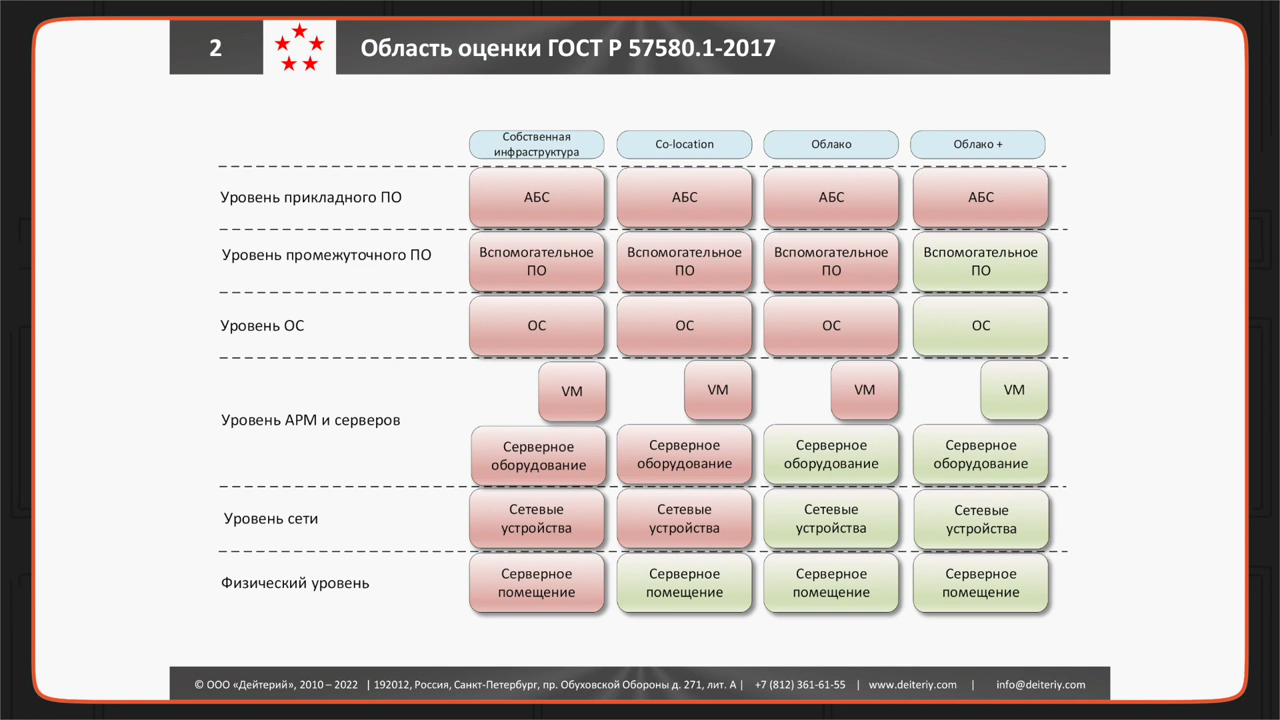 2
Область оценки ГОСТ Р 57580.1-2017
Собственная
инфраструктура
Co-location
Облако
Облако +
Уровень прикладного ПО
АБС
АБС
АБС
АБС
Уровень промежуточного ПО
Вспомогательное
ПО
Вспомогательное
ПО
Вспомогательное
ПО
Вспомогательное
ПО
Уровень ОС
ОС
ОС
ОС
ОС
Уровень АРМ и серверов
VM
VM
VM
VM
Серверное
оборудование
Серверное
оборудование
Серверное
оборудование
Серверное
оборудование
Уровень сети
Сетевые
устройства
Сетевые
устройства
Сетевые
устройства
Сетевые
устройства
Физический уровень
Серверное
помещение
Серверное
помещение
Серверное
помещение
Серверное
помещение
© ООО «Дейтерий», 2010 – 2022 | 192012, Россия, Санкт-Петербург, пр. Обуховской Обороны д. 271, лит. А | +7 (812) 361-61-55 | www.deiteriy.com | info@deiteriy.com